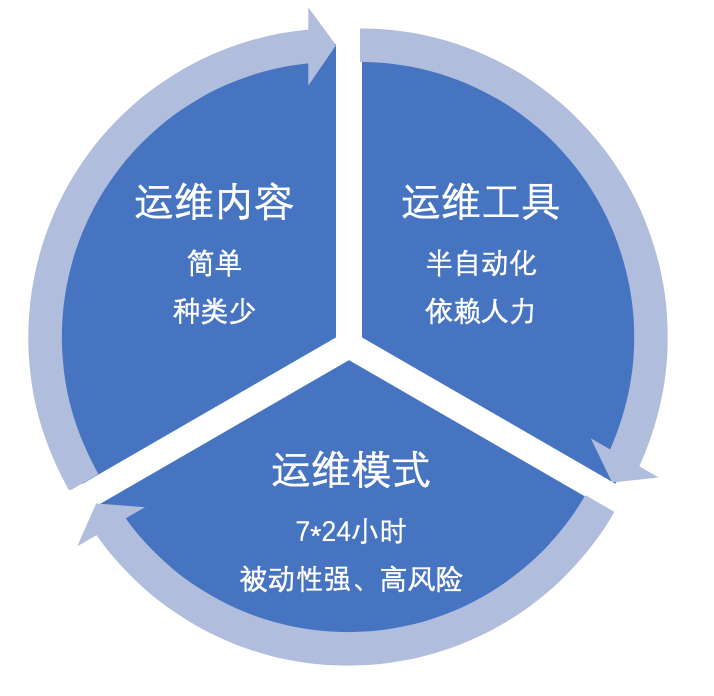 运维内容
简单
种类少
运维工具
半自动化
依赖人力
运维模式
7*24小时
被动性强、高风险